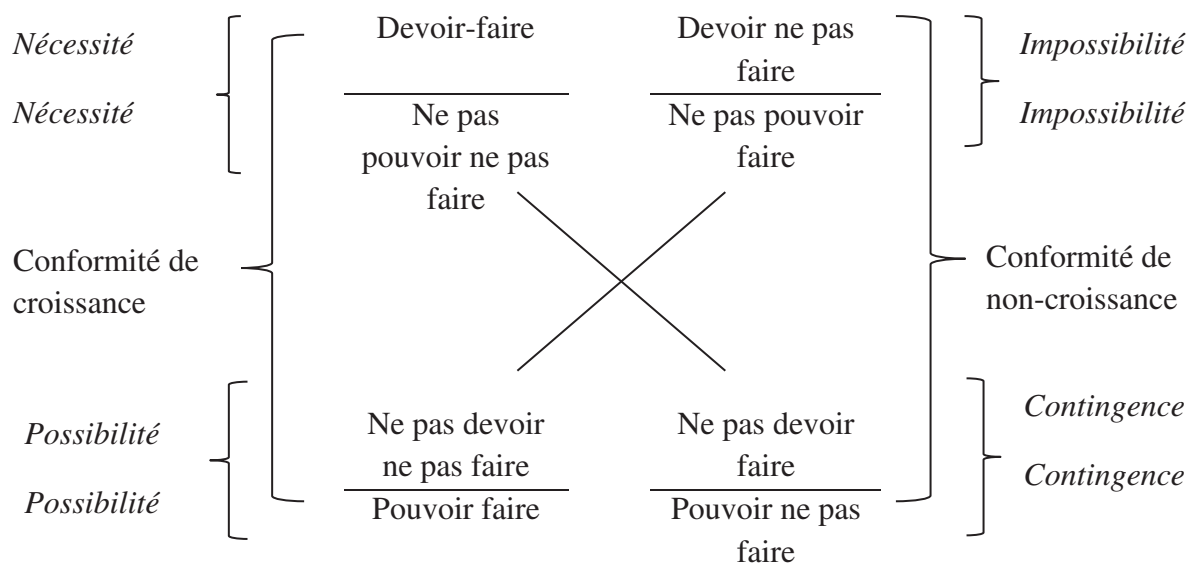 Nécessité
Nécessité
Devoir-faire
Ne pas
pouvoir ne pas
faire
Devoir ne pas
faire
Ne pas pouvoir
faire
Impossibilité
Impossibilité
Conformité de
croissance
Conformité de
non-croissance
Possibilité
Possibilité
Ne pas devoir
ne pas faire
Pouvoir faire
Ne pas devoir
faire
Pouvoir ne pas
faire
Contingence
Contingence